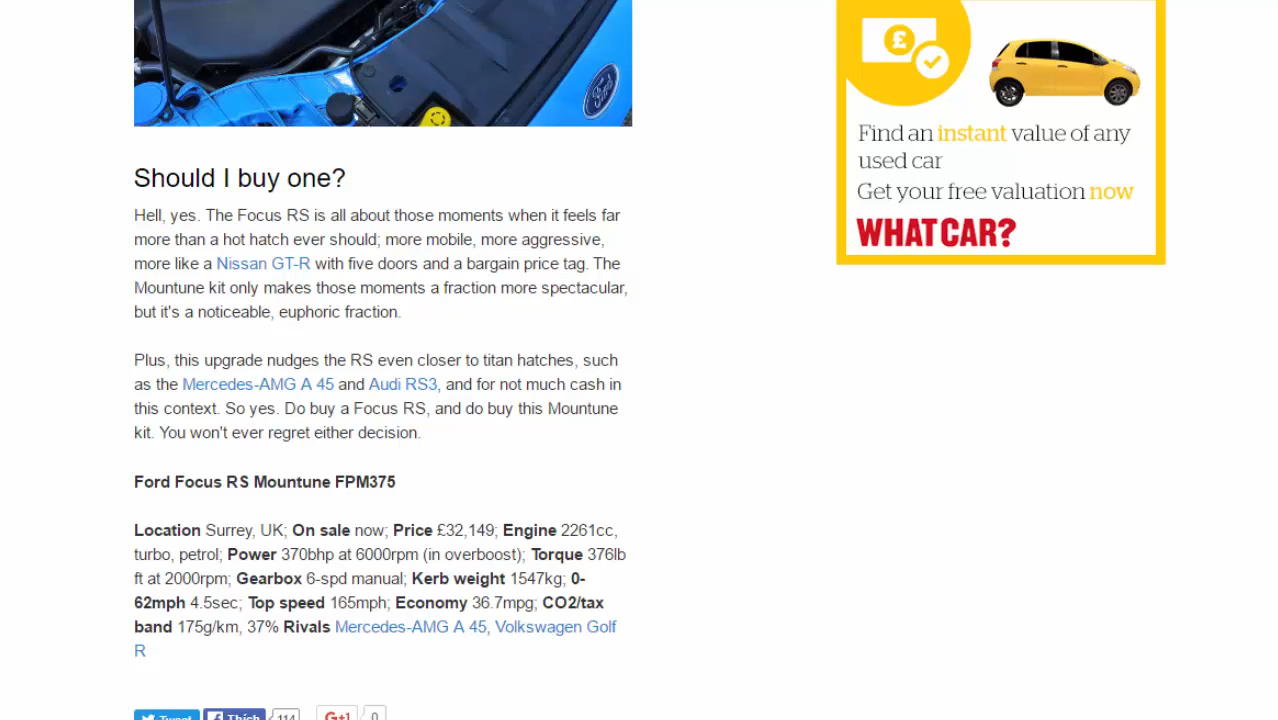 Ford
£
Find an instant value of any
used car
Get your free valuation now
WHAT CAR?
Should I buy one?
Hell, yes. The Focus RS is all about those moments when it feels far
more than a hot hatch ever should; more mobile, more aggressive,
more like a Nissan GT-R with five doors and a bargain price tag. The
Mountune kit only makes those moments a fraction more spectacular,
but it's a noticeable, euphoric fraction.
Plus, this upgrade nudges the RS even closer to titan hatches, such
as the Mercedes-AMG A 45 and Audi RS3, and for not much cash in
this context. So yes. Do buy a Focus RS, and do buy this Mountune
kit. You won't ever regret either decision.
Ford Focus RS Mountune FPM375
Location Surrey, UK; On sale now; Price £32,149; Engine 2261cc,
turbo, petrol; Power 370bhp at 6000rpm (in overboost); Torque 376lb
ft at 2000rpm; Gearbox 6-spd manual; Kerb weight 1547kg; 0-
62mph 4.5sec; Top speed 165mph; Economy 36.7mpg; CO2/tax
band 175g/km, 37% Rivals Mercedes-AMG A 45, Volkswagen Golf
R
Tweet Thích 114 G+1 0